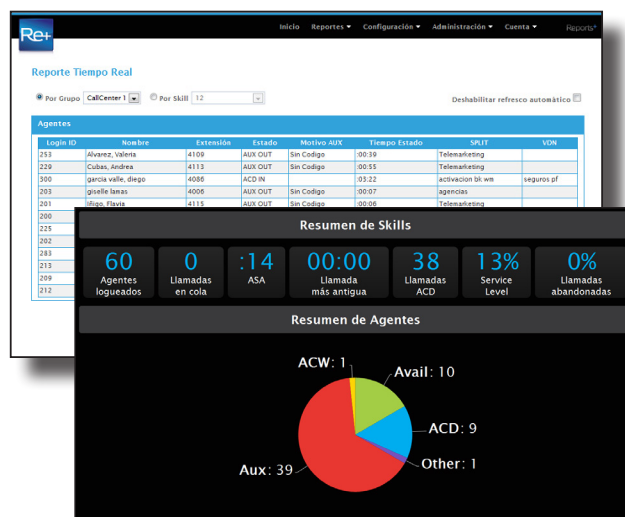 Re+
Inicio Reportes ▾ Configuración ▾ Administración ▾ Cuenta ▾ Reports+
Reporte Tiempo Real
Por Grupo CallCenter 1 Por Skill 12 Deshabilitar refresco automático
Agentes
Login ID Nombre Extensión Estado Motivo AUX Tiempo Estado SPLIT VDN
253 Alvarez, Valeria 4109 AUX OUT Sin Codigo :00:39 Telemarketing
229 Cubas, Andrea 4113 AUX OUT Sin Codigo :00:55 Telemarketing
300 garcia valle, diego 4086 ACD IN :03:22 activacion bk wm seguros pf
203 giselle lamas 4006 AUX OUT Sin Codigo :00:07 agencias
201 Iñigo, Flavia 4115 AUX OUT Sin Codigo :00:06 Telemarketing
200
225
202
283
213
209
212
Resumen de Skills
60 0 :14 00:00 38 13% 0%
Agentes Llamadas ASA Llamada Llamadas Service Llamadas
logueados en cola más antigua ACD Level abandonadas
Resumen de Agentes
ACW: 1
Avail: 10
ACD: 9
Other: 1
Aux: 39